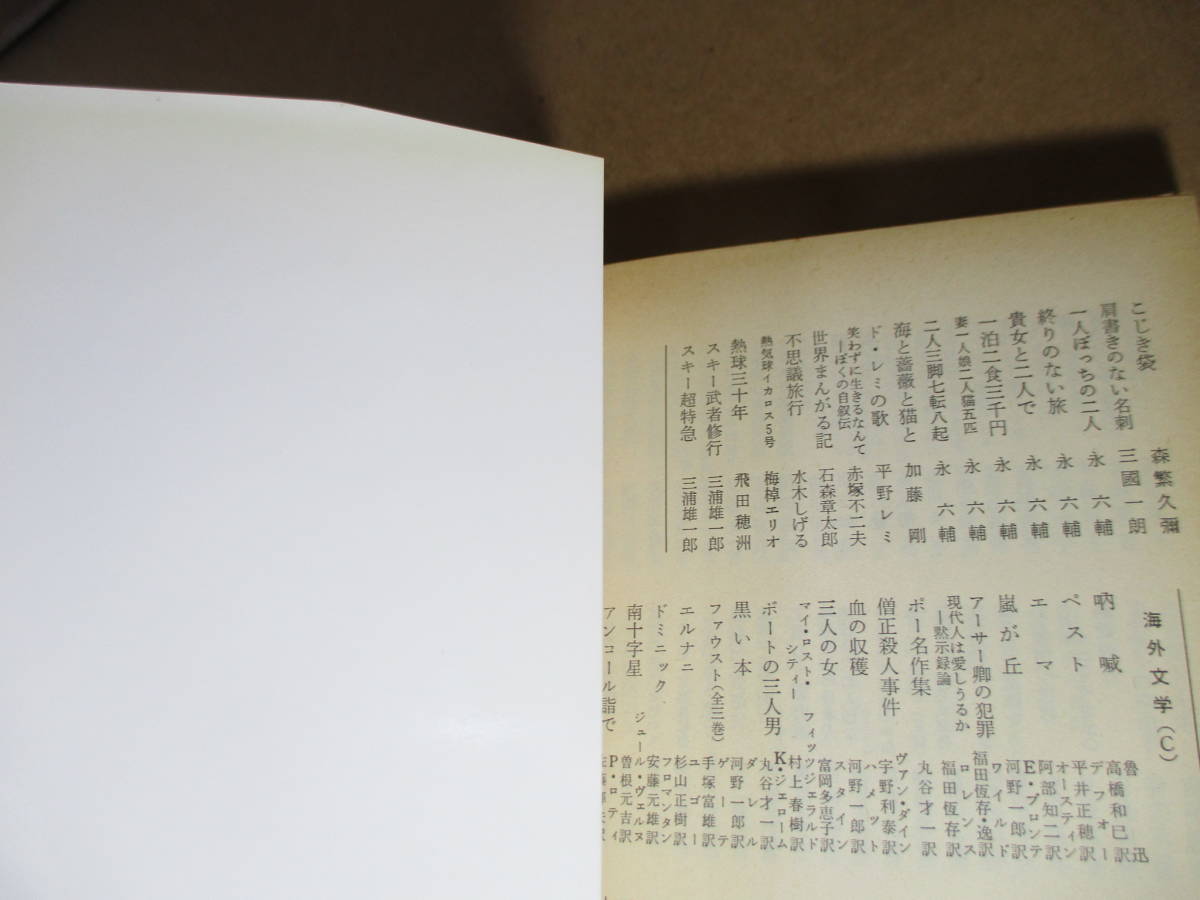 こじき袋 森繁久彌
肩書きのない名刺 三國一朗
一人ぼっちの二人 永六輔
終りのない旅 永六輔
貴女と二人で 永六輔
一泊二食三千円 永六輔
妻一人娘二人猫五匹 永六輔
二人三脚七転八起 永六輔
海と薔薇と猫と 加藤剛
ド・レミの歌 平野レミ
笑わずに生きるなんて
―ぼくの自叙伝 赤塚不二夫
世界まんがる記 石森章太郎
不思議旅行 水木しげる
熱気球イカロス5号 梅棹エリオ
熱球三十年 飛田穂洲
スキー武者修行 三浦雄一郎
スキー超特急 三浦雄一郎
海外文学(C)
吶喊 魯迅
高橋和巳訳
ペスト デフォー
平井正穂訳
エマ オースティン
阿部知二訳
嵐が丘 E・ブロンテ
河野一郎訳
アーサー卿の犯罪 ワイルド
福田恆存・逸訳
現代人は愛しうるか
―黙示録論 ロレンス
福田恆存訳
ポー名作集 丸谷才一訳
僧正殺人事件 ヴァン・ダイン
宇野利泰訳
血の収穫 ハメット
河野一郎訳
三人の女 スタイン
富岡多恵子訳
マイ・ロスト・
シティー フィッツジェラルド
村上春樹訳
ボートの三人男 K・ジェローム
丸谷才一訳
黒い本 ダレル
河野一郎訳
ファウスト(全二巻) ゲーテ
手塚富雄訳
エルナニ ユゴー
杉山正樹訳
ドミニック フロマンタン
安藤元雄訳
南十字星 ジュール・ヴェルヌ
曽根元吉訳
アンコール詣で P・ロティ